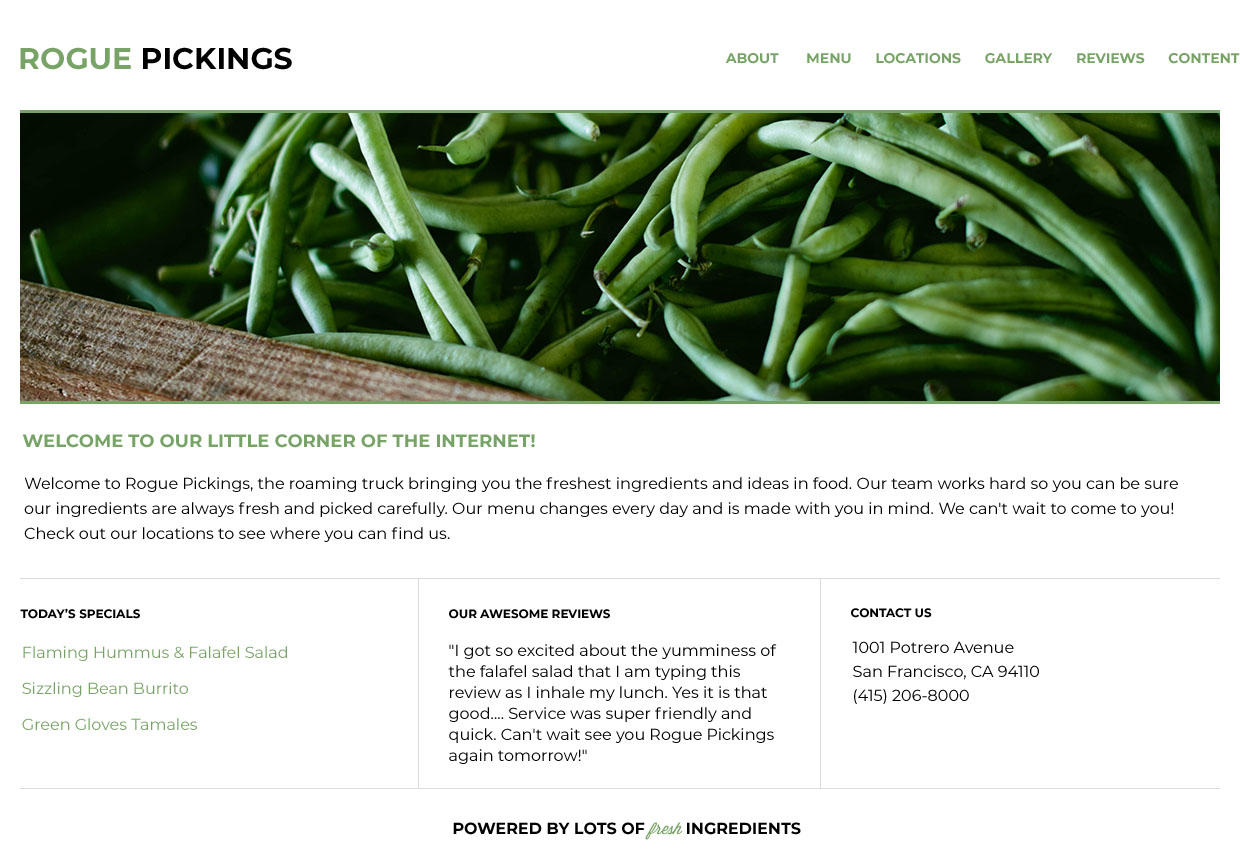 ROGUE PICKINGS
ABOUT MENU LOCATIONS GALLERY REVIEWS CONTENT
WELCOME TO OUR LITTLE CORNER OF THE INTERNET!
Welcome to Rogue Pickings, the roaming truck bringing you the freshest ingredients and ideas in food. Our team works hard so you can be sure
our ingredients are always fresh and picked carefully. Our menu changes every day and is made with you in mind. We can't wait to come to you!
Check out our locations to see where you can find us.
TODAY’S SPECIALS
Flaming Hummus & Falafel Salad
Sizzling Bean Burrito
Green Gloves Tamales
OUR AWESOME REVIEWS
"I got so excited about the yumminess of
the falafel salad that I am typing this
review as I inhale my lunch. Yes it is that
good.... Service was super friendly and
quick. Can't wait see you Rogue Pickings
again tomorrow!"
CONTACT US
1001 Potrero Avenue
San Francisco, CA 94110
(415) 206-8000
POWERED BY LOTS OF fresh INGREDIENTS